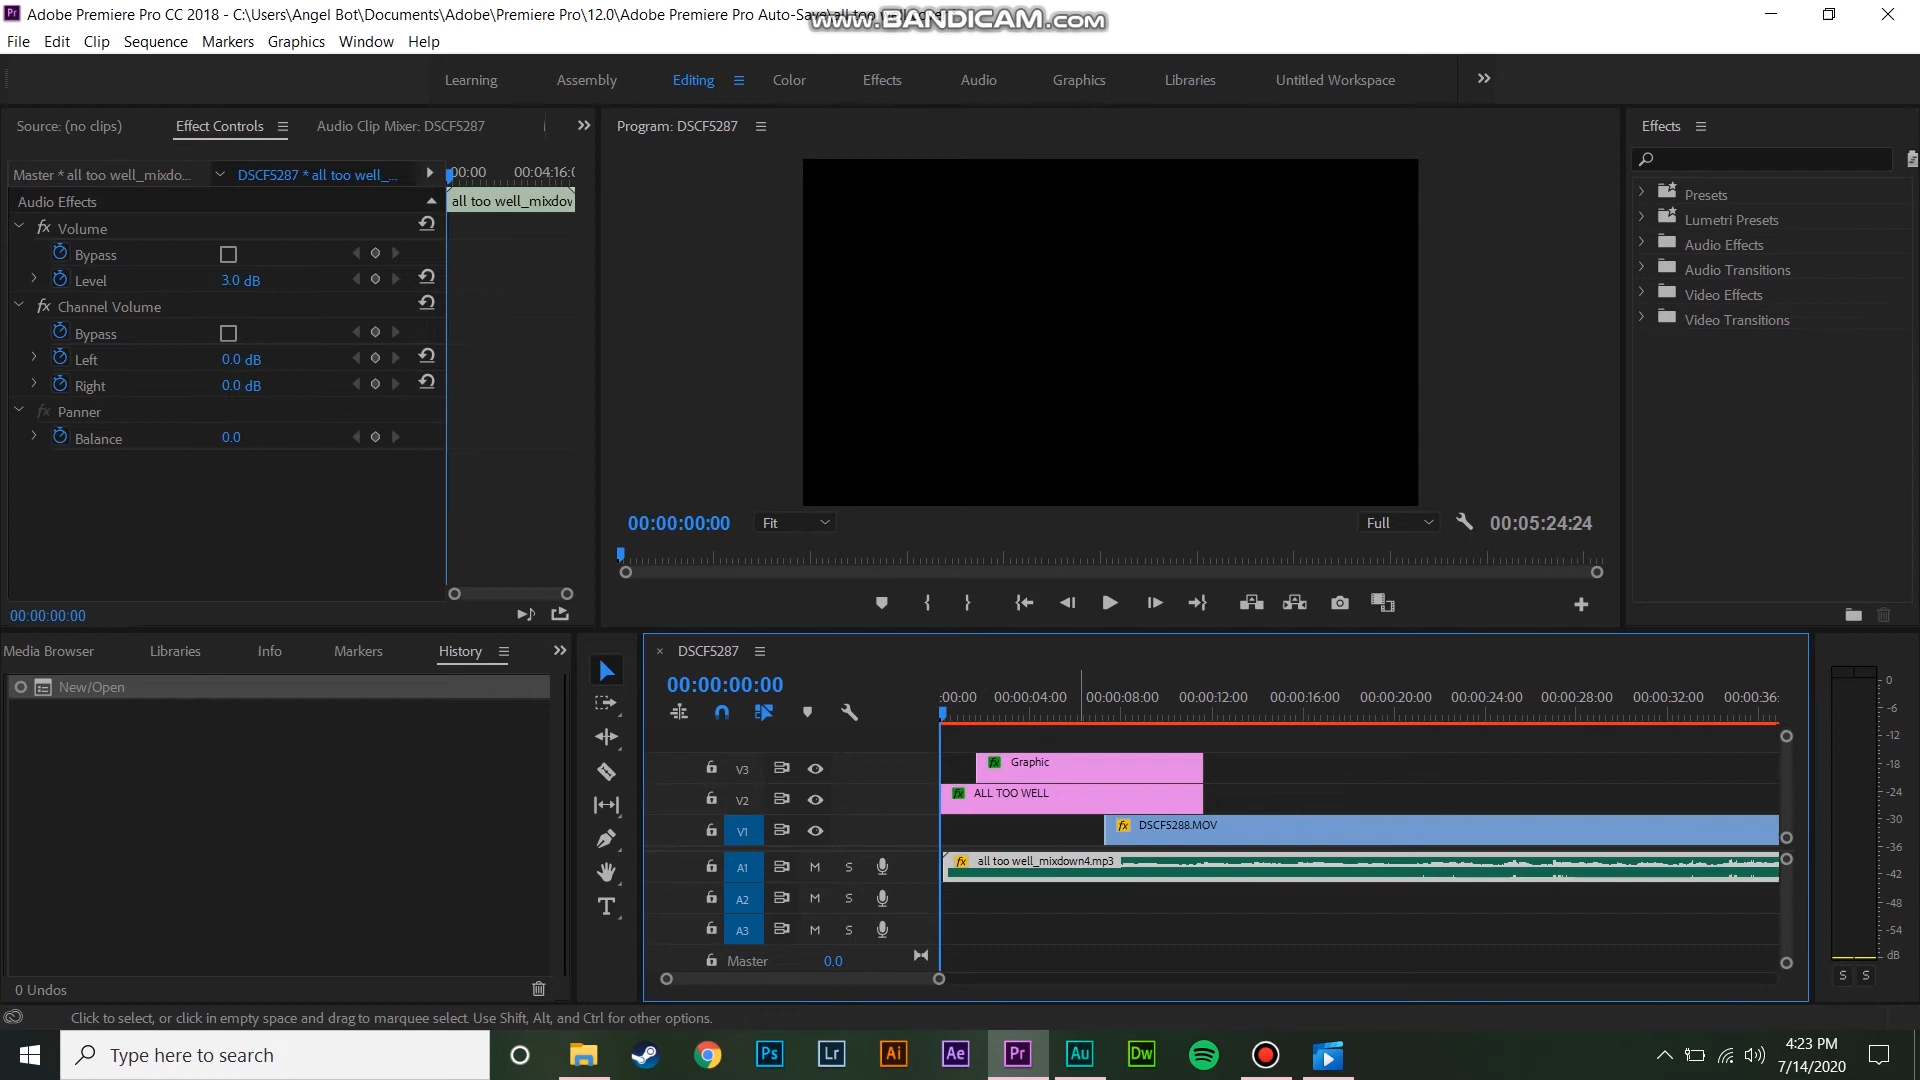 Adobe Premiere Pro CC 2018 - C:\Users\Angel Bot\Documents\Adobe\Premiere Pro\12.0\Adobe Premiere Pro Auto-Save\all too
www.BANDICAM.com
File Edit Clip Sequence Markers Graphics Window Help
Learning Assembly Editing Color Effects Audio Graphics Libraries Untitled Workspace
Source: (no clips) Effect Controls Audio Clip Mixer: DSCF5287
Program: DSCF5287
Effects
Master * all too well_mixdo... DSCF5287 * all too well_...
:00:00 00:04:16:0
Audio Effects
all too well_mixdov
Volume
Bypass
Level 3.0 dB
Channel Volume
Bypass
Left 0.0 dB
Right 0.0 dB
Panner
Balance 0.0
00:00:00:00
00:00:00:00 Fit Full 00:05:24:24
Presets
Lumetri Presets
Audio Effects
Audio Transitions
Video Effects
Video Transitions
Media Browser Libraries Info Markers History
New/Open
0 Undos
DSCF5287
00:00:00:00
:00:00 00:00:04:00 00:00:08:00 00:00:12:00 00:00:16:00 00:00:20:00 00:00:24:00 00:00:28:00 00:00:32:00 00:00:36:
V3 Graphic
V2 ALL TOO WELL
V1 DSCF5288.MOV
A1 M S all too well_mixdown4.mp3
A2 M S
A3 M S
Master 0.0
0
-6
-12
-18
-24
-30
-36
-42
-48
-54
dB
S S
Click to select, or click in empty space and drag to marquee select. Use Shift, Alt, and Ctrl for other options.
Type here to search
Ps Lr Ai Ae Pr Au Dw
4:23 PM
7/14/2020